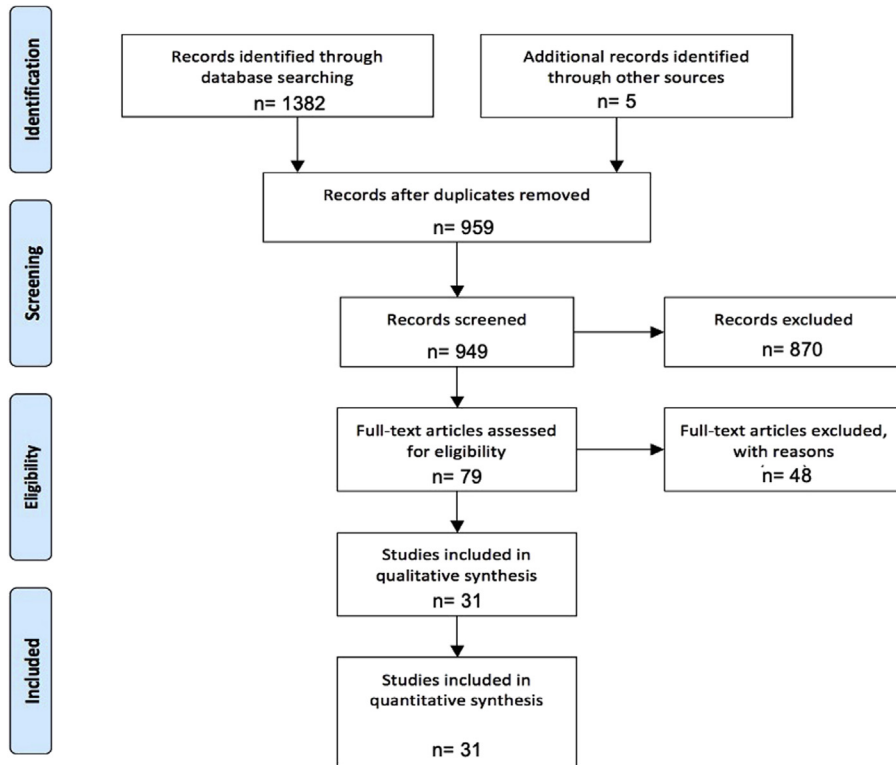 Identification
Records identified through
database searching
n= 1382
Additional records identified
through other sources
n= 5
Records after duplicates removed
n= 959
Screening
Records screened
n= 949
Records excluded
n= 870
Eligibility
Full-text articles assessed
for eligibility
n= 79
Full-text articles excluded,
with reasons
n= 48
Studies included in
qualitative synthesis
n= 31
Included
Studies included in
quantitative synthesis
n= 31